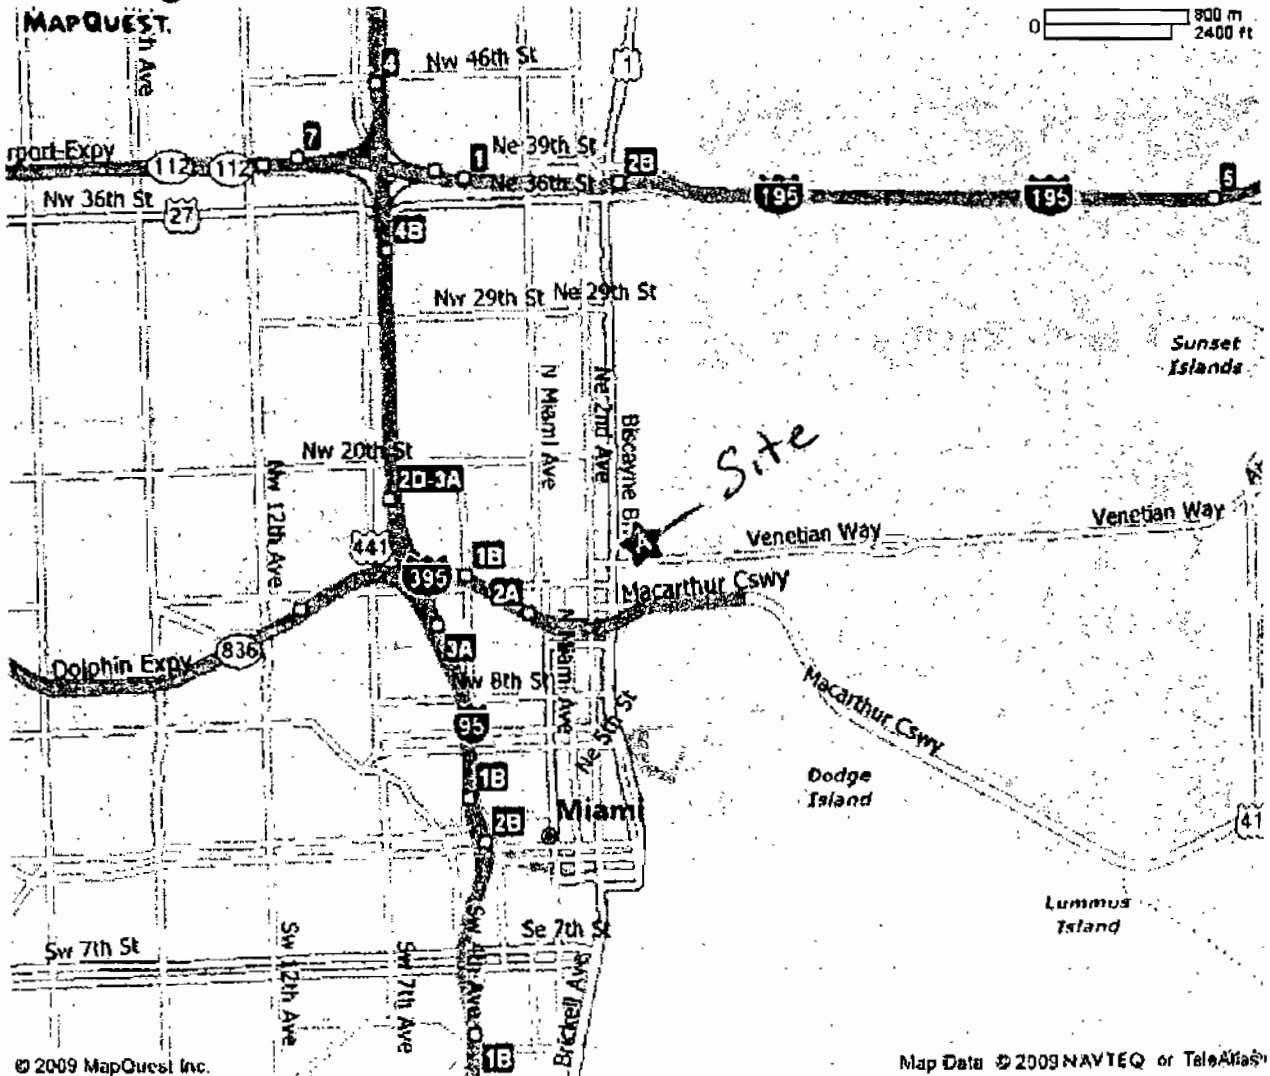 MAPQUEST.
800 m
0
2400 ft
Ave
4
Nw 46th St
1
7
Expy
112
112
Ne 39th St
1
2B
Ne 36th St
195
195
5
Nw 36th St
27
4B
Nw 29th St
Ne 29th St
Sunset
Islands
N Miami Ave
Ne 2nd Ave
Biscayne
Site
Nw 20th St
2D-3A
Nw 12th Ave
441
395
1B
2A
A
Venetian Way
Venetian Way
Macarthur Cswy
836
3A
Dolphin Expy
Nw 8th St
N Miami Ave
95
Ne 5th St
Macarthur Cswy
1B
Dodge
Island
Miami
2B
41
Lummus
Island
Sw 7th St
Se 7th St
Sw 12th Ave
Sw 7th Ave
Sw 4th Ave
Brickell Av
1B
© 2009 MapQuest Inc.
Map Data © 2009 NAVTEQ or TeleAtlas